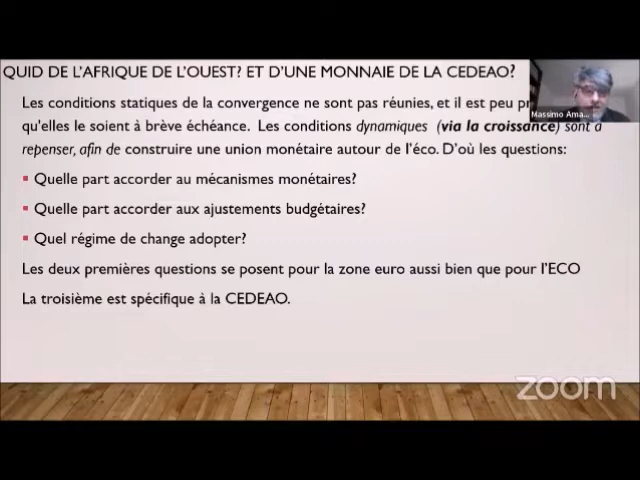 QUID DE L'AFRIQUE DE L'OUEST? ET D'UNE MONNAIE DE LA CEDEAO?
Massimo Ama...
Les conditions statiques de la convergence ne sont pas réunies, et il est peu
qu'elles le soient à brève échéance. Les conditions dynamiques (via la croissance) sont à
repenser, afin de construire une union monétaire autour de l'éco. D'où les questions:
Quelle part accorder au mécanismes monétaires?
Quelle part accorder aux ajustements budgétaires?
Quel régime de change adopter?
Les deux premières questions se posent pour la zone euro aussi bien que pour l'ECO
La troisième est spécifique à la CEDEAO.
zoom